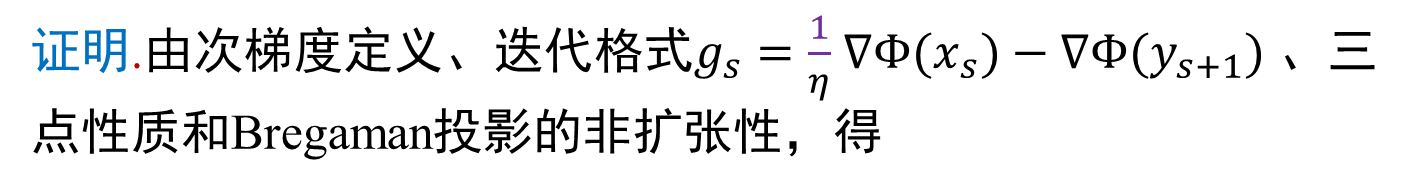 证明.由次梯度定义、迭代格式$g_s = \frac{1}{\eta} \nabla\Phi(x_s) - \nabla\Phi(y_{s+1})$ 、三
点性质和Bregaman投影的非扩张性，得